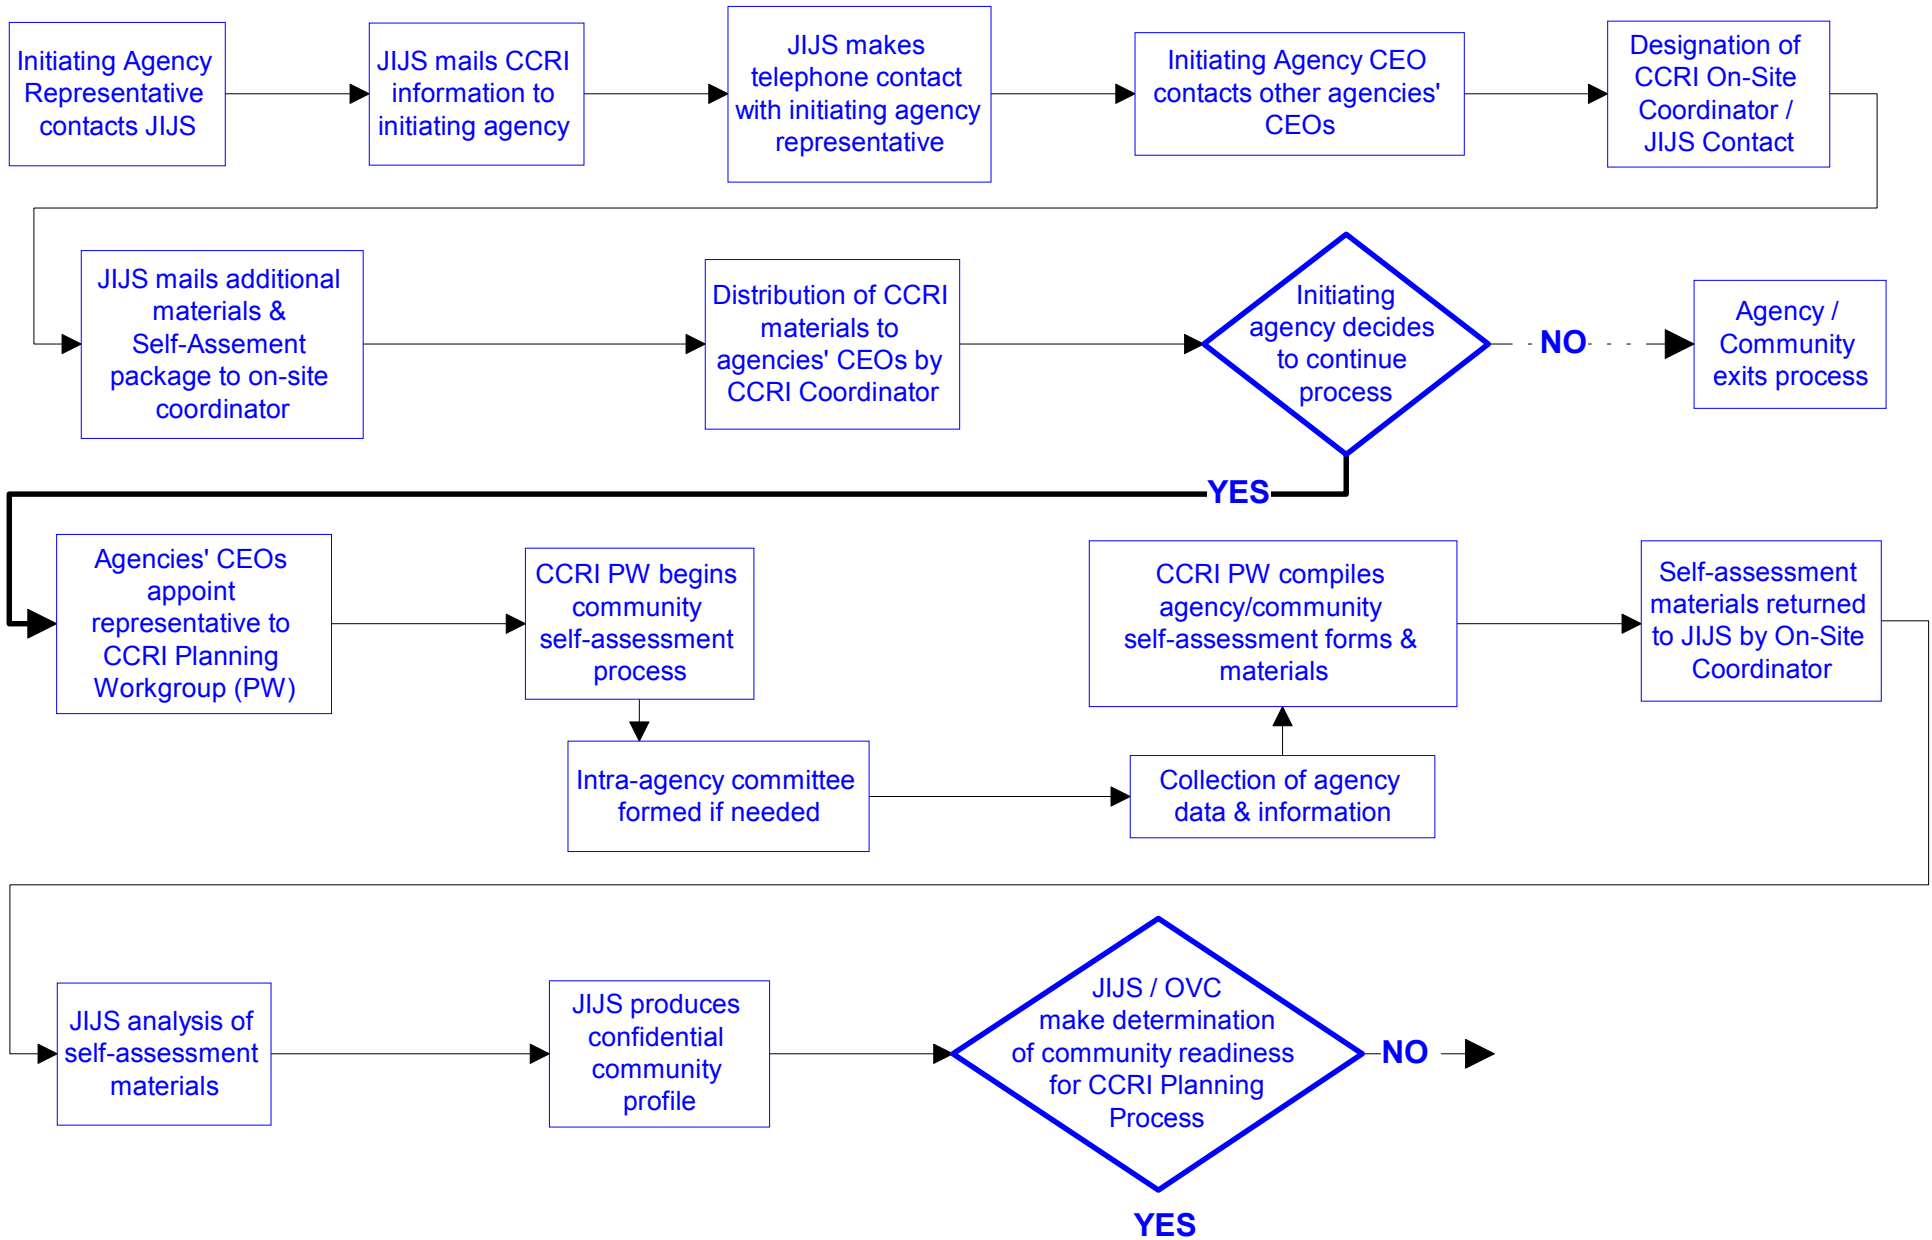 Initiating Agency
Representative
contacts JIJS
JIJS mails CCRI
information to
initiating agency
JIJS makes
telephone contact
with initiating agency
representative
Initiating Agency CEO
contacts other agencies'
CEOs
Designation of
CCRI On-Site
Coordinator /
JIJS Contact
JIJS mails additional
materials &
Self-Assement
package to on-site
coordinator
Distribution of CCRI
materials to
agencies' CEOs by
CCRI Coordinator
Initiating
agency decides
to continue
process
NO
Agency /
Community
exits process
YES
Agencies' CEOs
appoint
representative to
CCRI Planning
Workgroup (PW)
CCRI PW begins
community
self-assessment
process
Intra-agency committee
formed if needed
Collection of agency
data & information
CCRI PW compiles
agency/community
self-assessment forms &
materials
Self-assessment
materials returned
to JIJS by On-Site
Coordinator
JIJS analysis of
self-assessment
materials
JIJS produces
confidential
community
profile
JIJS / OVC
make determination
of community readiness
for CCRI Planning
Process
NO
YES